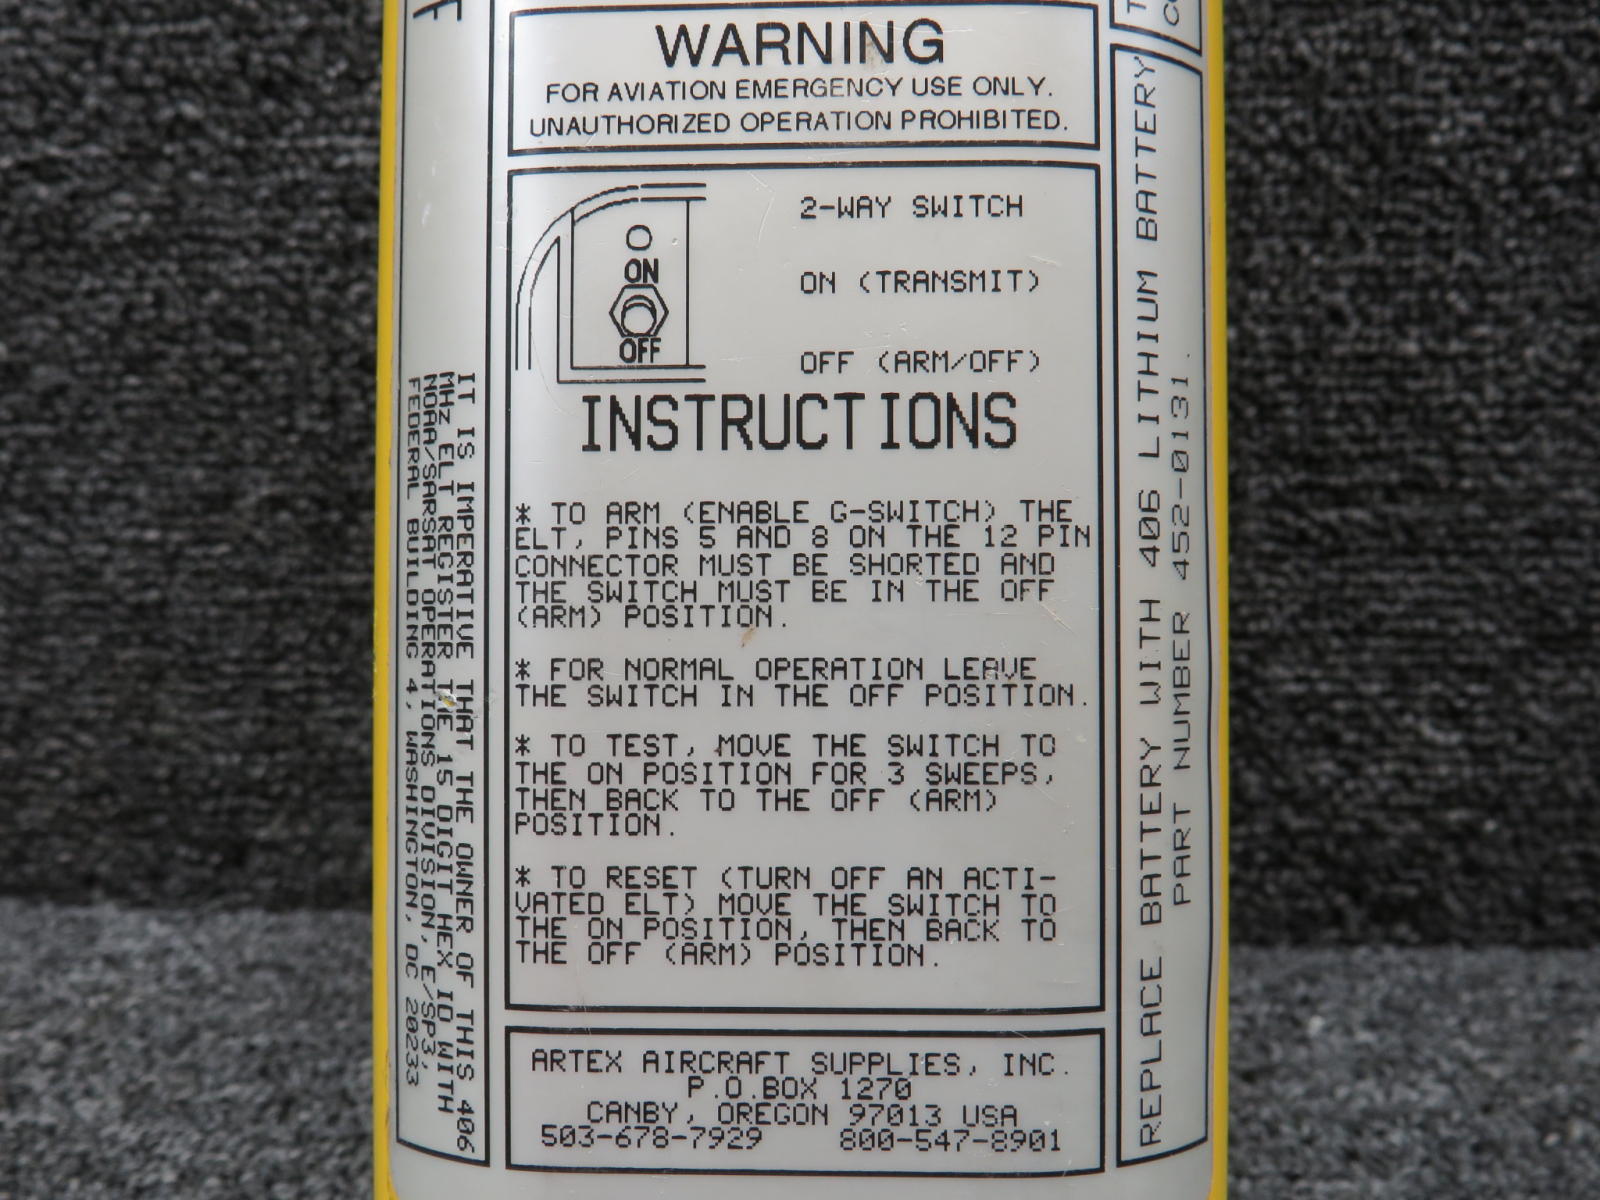 WARNING
FOR AVIATION EMERGENCY USE ONLY.
UNAUTHORIZED OPERATION PROHIBITED.
ON
OFF
2-WAY SWITCH
ON (TRANSMIT)
OFF (ARM/OFF)
INSTRUCTIONS
* TO ARM (ENABLE G-SWITCH) THE
ELT, PINS 5 AND 8 ON THE 12 PIN
CONNECTOR MUST BE SHORTED AND
THE SWITCH MUST BE IN THE OFF
(ARM) POSITION.
* FOR NORMAL OPERATION LEAVE
THE SWITCH IN THE OFF POSITION.
* TO TEST, MOVE THE SWITCH TO
THE ON POSITION FOR 3 SWEEPS,
THEN BACK TO THE OFF (ARM)
POSITION.
* TO RESET (TURN OFF AN ACTI-
VATED ELT) MOVE THE SWITCH TO
THE ON POSITION, THEN BACK TO
THE OFF (ARM) POSITION.
ARTEX AIRCRAFT SUPPLIES, INC.
P.O.BOX 1270
CANBY, OREGON 97013 USA
503-678-7929 800-547-8901
IT IS IMPERATIVE THAT THE OWNER OF THIS 406
MHz ELT REGISTER THE 15 DIGIT HEX ID WITH
NOAA/SARSAT OPERATIONS DIVISION, E/SP3,
FEDERAL BUILDING 4, WASHINGTON, DC 20233
REPLACE BATTERY WITH 406 LITHIUM BATTERY
PART NUMBER 452-0131.